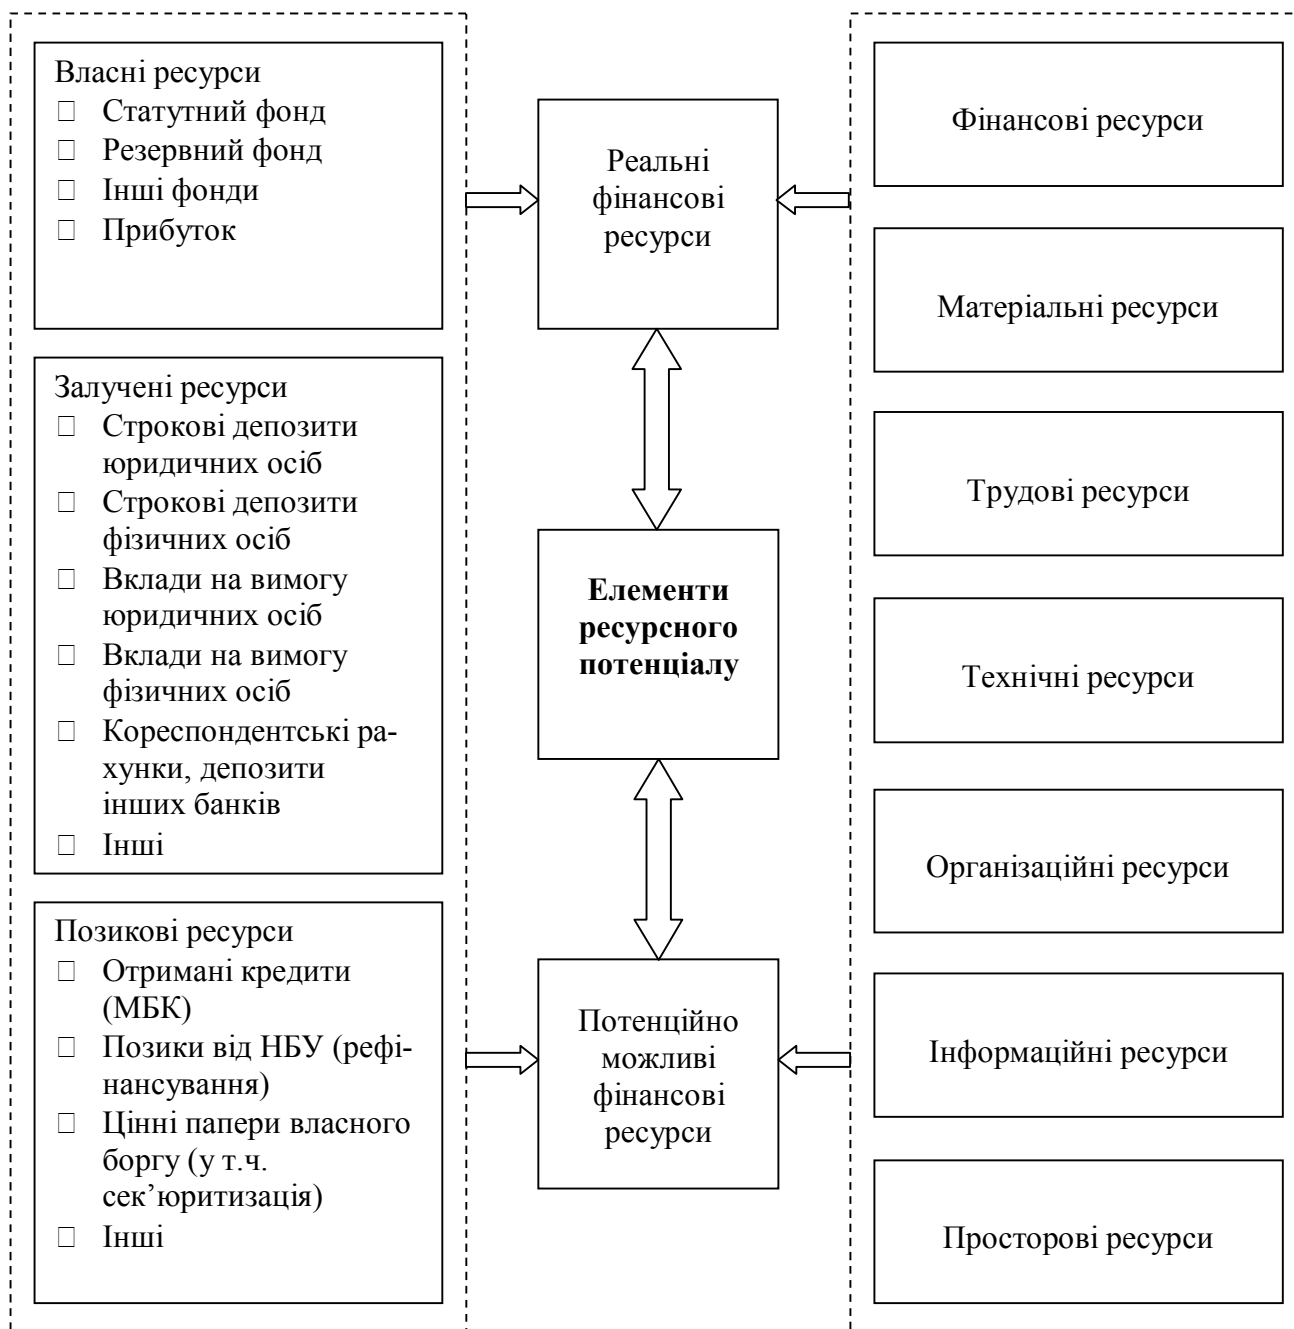 Власні ресурси
Статутний фонд
Резервний фонд
Інші фонди
Прибуток
Залучені ресурси
Строкові депозити
юридичних осіб
Строкові депозити
фізичних осіб
Вклади на вимогу
юридичних осіб
Вклади на вимогу
фізичних осіб
Кореспондентські ра-
хунки, депозити
інших банків
Інші
Позикові ресурси
Отримані кредити
(МБК)
Позики від НБУ (рефі-
нансування)
Цінні папери власного
боргу (у т.ч.
сек’юритизація)
Інші
Реальні
фінансові
ресурси
Елементи
ресурсного
потенціалу
Потенційно
можливі
фінансові
ресурси
Фінансові ресурси
Матеріальні ресурси
Трудові ресурси
Технічні ресурси
Організаційні ресурси
Інформаційні ресурси
Просторові ресурси